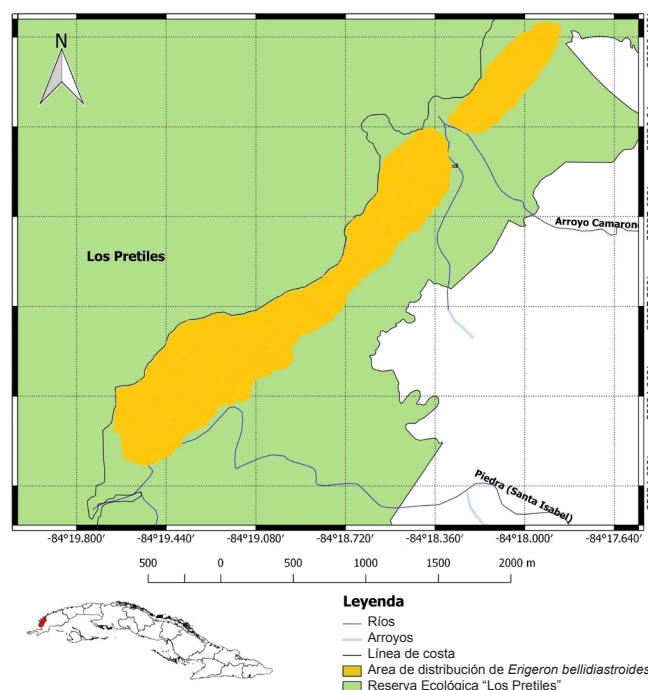 N
Los Pretiles
Arroyo Camaron
Piedra (Santa Isabel)
-84°19.800 -84°19.440 -84°19.080 -84°18.720 -84°18.360 -84°18.000 -84°17.640
500 0 500 1000 1500 2000 m
Leyenda
Ríos
Arroyos
Línea de costa
Area de distribución de Erigeron bellidiastroides
Reserva Ecológica "Los Pretiles"